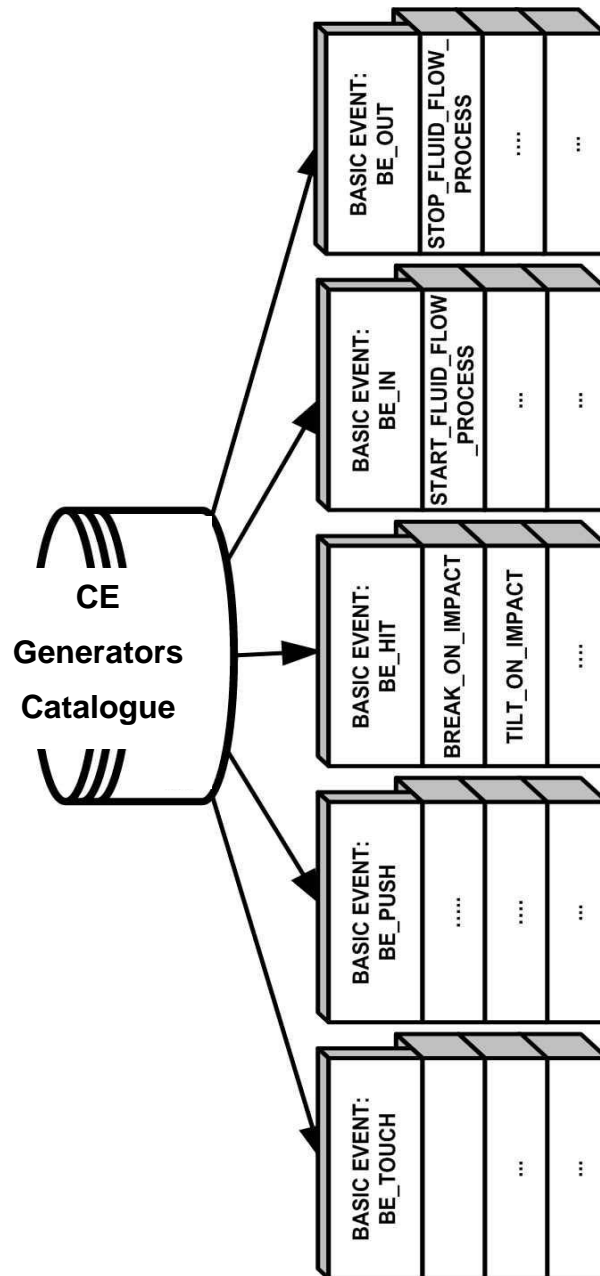 CE
Generators
Catalogue
BASIC EVENT:
BE_TOUCH
...
...
BASIC EVENT:
BE_PUSH
.....
....
...
BASIC EVENT:
BE_HIT
BREAK_ON_IMPACT
TILT_ON_IMPACT
.....
BASIC EVENT:
BE_IN
START_FLUID_FLOW
_PROCESS
...
...
BASIC EVENT:
BE_OUT
STOP_FLUID_FLOW_
PROCESS
....
...